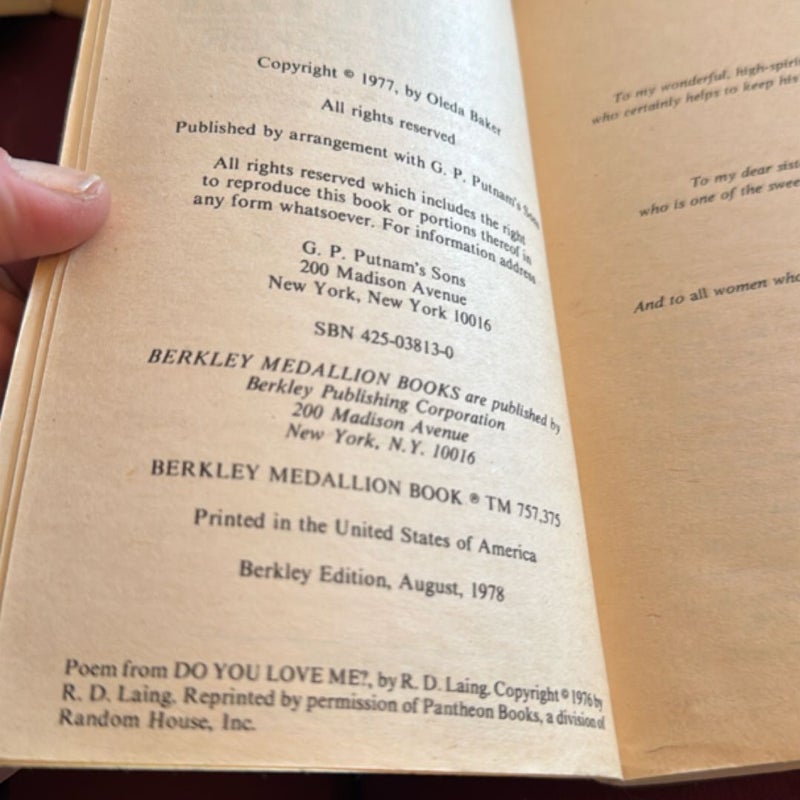 Copyright © 1977, by Oleda Baker
All rights reserved
Published by arrangement with G. P. Putnam's Sons
All rights reserved which includes the right
to reproduce this book or portions thereof in
any form whatsoever. For information address
G. P. Putnam's Sons
200 Madison Avenue
New York, New York 10016
SBN 425-03813-0
BERKLEY MEDALLION BOOKS are published by
Berkley Publishing Corporation
200 Madison Avenue
New York, N.Y. 10016
BERKLEY MEDALLION BOOK ® TM 757,375
Printed in the United States of America
Berkley Edition, August, 1978
Poem from DO YOU LOVE ME?, by R. D. Laing. Copyright © 1976 by
R. D. Laing. Reprinted by permission of Pantheon Books, a division of
Random House, Inc.
To my wonderful, high-spiri
who certainly helps to keep his
To my dear sist
who is one of the swee
And to all women who